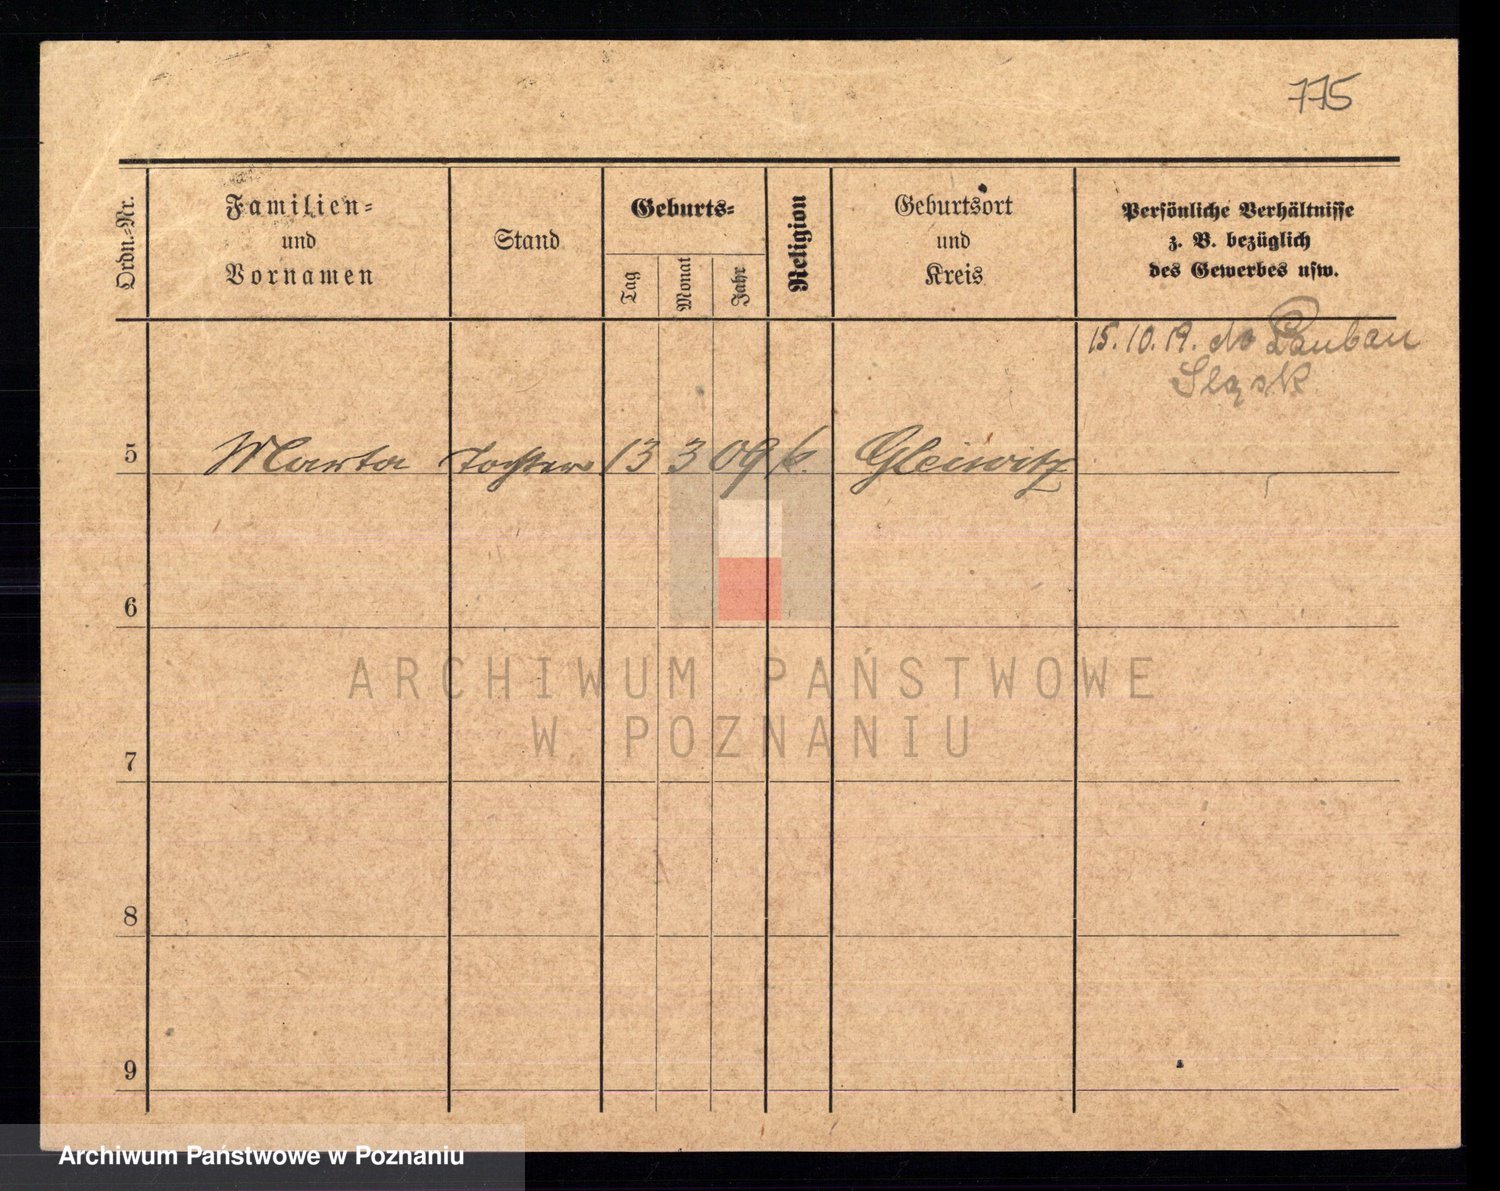 775
Ordn.-Nr.
Familien-
und
Vornamen
Stand
Geburts-
Tag
Monat
Jahr
Religion
Geburtsort
und
Kreis
Persönliche Verhältnisse
z. B. bezüglich
des Gewerbes usw.
15. 10. 19. do Lauban
Śląsk
5 Marta Tochter 13 3 09 k. Gleiwitz
6
7
8
9
ARCHIWUM PAŃSTWOWE
W POZNANIU
Archiwum Państwowe w Poznaniu